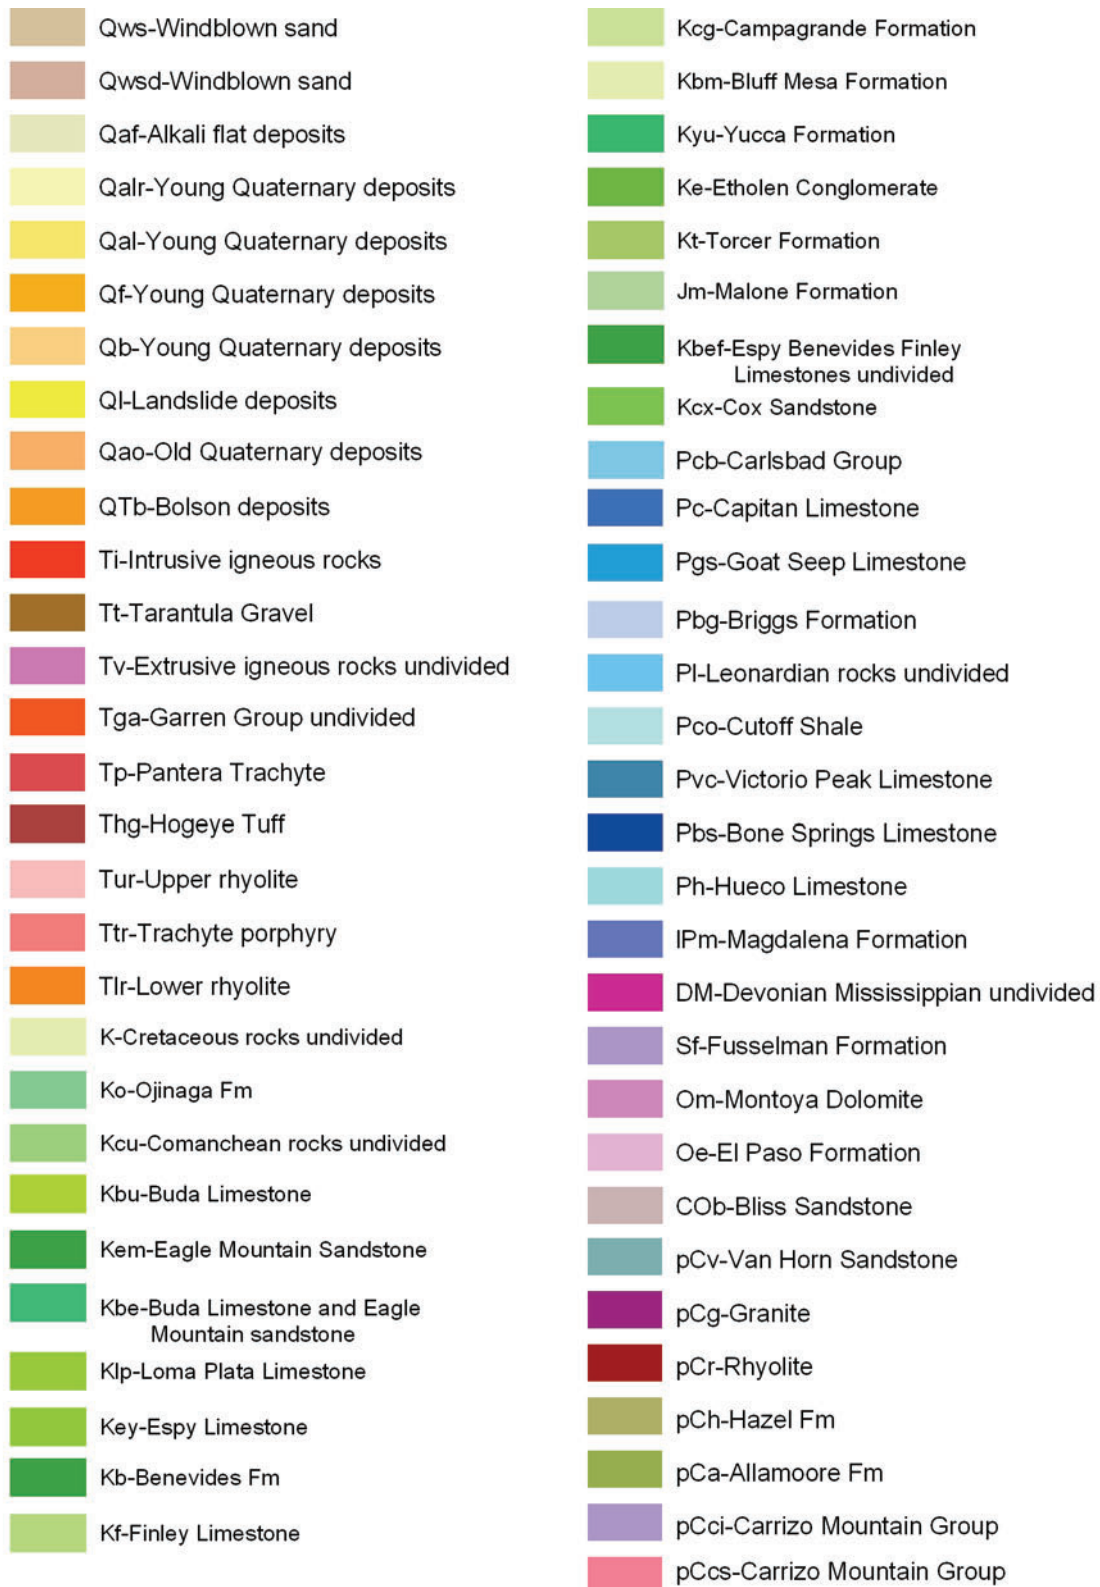 Qws-Windblown sand
Qwsd-Windblown sand
Qaf-Alkali flat deposits
Qalr-Young Quaternary deposits
Qal-Young Quaternary deposits
Qf-Young Quaternary deposits
Qb-Young Quaternary deposits
Ql-Landslide deposits
Qao-Old Quaternary deposits
QTb-Bolson deposits
Ti-Intrusive igneous rocks
Tt-Tarantula Gravel
Tv-Extrusive igneous rocks undivided
Tga-Garren Group undivided
Tp-Pantera Trachyte
Thg-Hogeye Tuff
Tur-Upper rhyolite
Ttr-Trachyte porphyry
Tlr-Lower rhyolite
K-Cretaceous rocks undivided
Ko-Ojinaga Fm
Kcu-Comanchean rocks undivided
Kbu-Buda Limestone
Kem-Eagle Mountain Sandstone
Kbe-Buda Limestone and Eagle
Mountain sandstone
Klp-Loma Plata Limestone
Key-Espy Limestone
Kb-Benevides Fm
Kf-Finley Limestone
Kcg-Campagrande Formation
Kbm-Bluff Mesa Formation
Kyu-Yucca Formation
Ke-Etholen Conglomerate
Kt-Torcer Formation
Jm-Malone Formation
Kbef-Espy Benevides Finley
Limestones undivided
Kcx-Cox Sandstone
Pcb-Carlsbad Group
Pc-Capitan Limestone
Pgs-Goat Seep Limestone
Pbg-Briggs Formation
Pl-Leonardian rocks undivided
Pco-Cutoff Shale
Pvc-Victorio Peak Limestone
Pbs-Bone Springs Limestone
Ph-Hueco Limestone
IPm-Magdalena Formation
DM-Devonian Mississippian undivided
Sf-Fusselman Formation
Om-Montoya Dolomite
Oe-El Paso Formation
COb-Bliss Sandstone
pCv-Van Horn Sandstone
pCg-Granite
pCr-Rhyolite
pCh-Hazel Fm
pCa-Allamoore Fm
pCci-Carrizo Mountain Group
pCcs-Carrizo Mountain Group